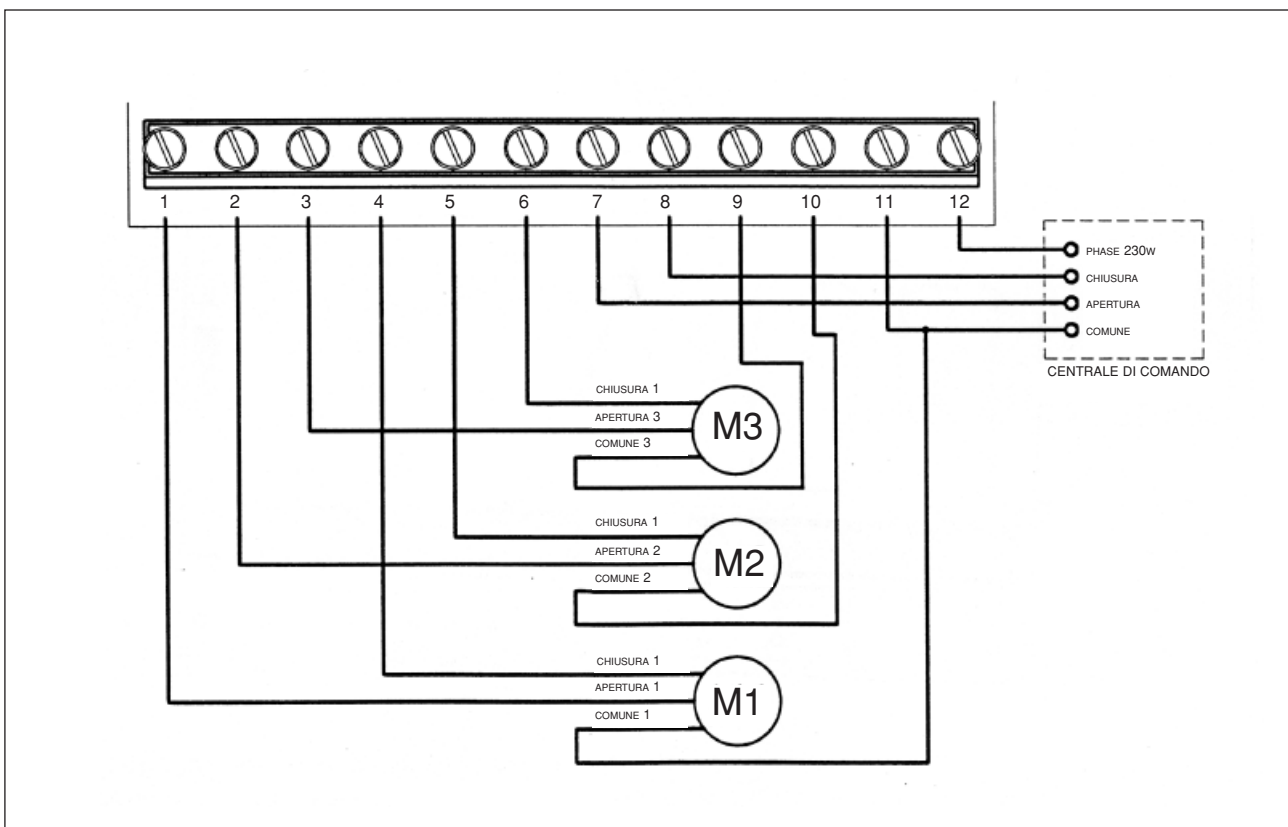 1 2 3 4 5 6 7 8 9 10 11 12
PHASE 230W
CHIUSURA
APERTURA
COMUNE
CENTRALE DI COMANDO
CHIUSURA 1
APERTURA 3
COMUNE 3
M3
CHIUSURA 1
APERTURA 2
COMUNE 2
M2
CHIUSURA 1
APERTURA 1
COMUNE 1
M1